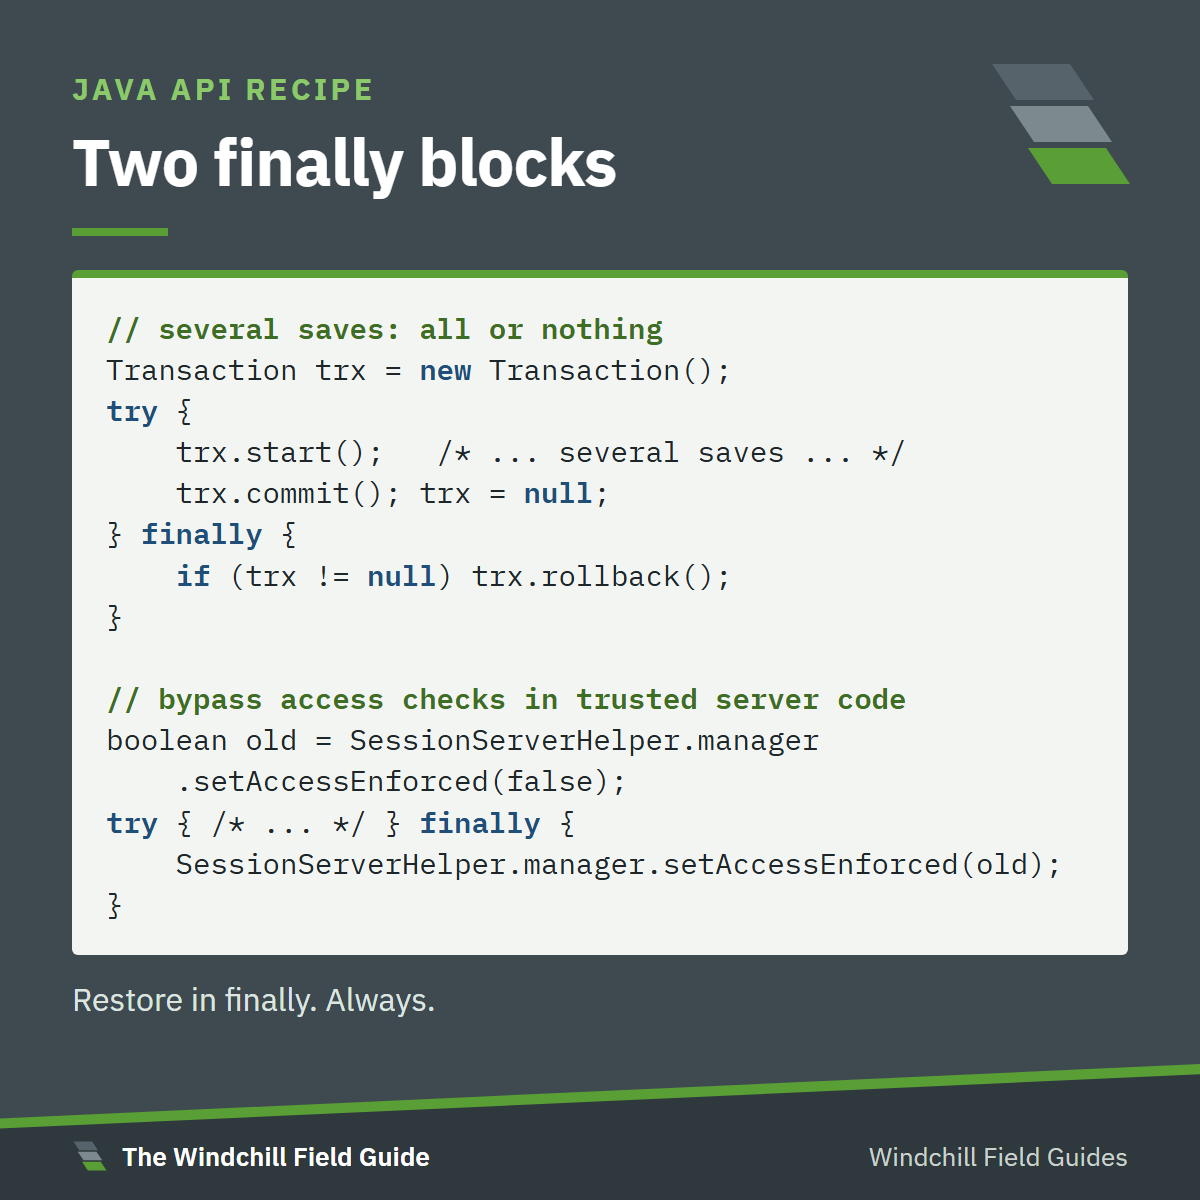 JAVA API RECIPE
Two finally blocks
// several saves: all or nothing
Transaction trx = new Transaction();
try {
    trx.start();   /* ... several saves ... */
    trx.commit(); trx = null;
} finally {
    if (trx != null) trx.rollback();
}

// bypass access checks in trusted server code
boolean old = SessionServerHelper.manager
    .setAccessEnforced(false);
try { /* ... */ } finally {
    SessionServerHelper.manager.setAccessEnforced(old);
}
Restore in finally. Always.
The Windchill Field Guide
Windchill Field Guides